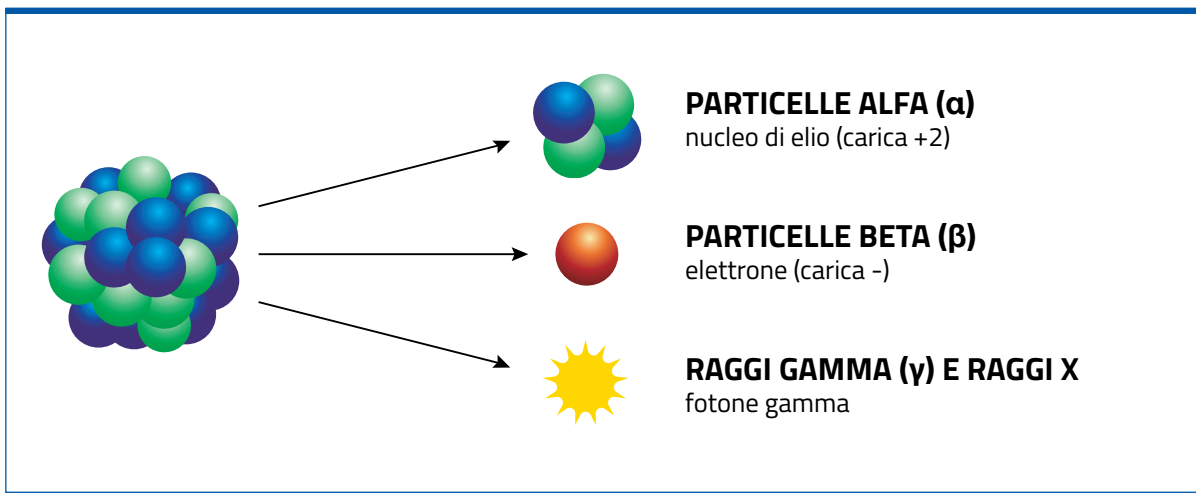 PARTICELLE ALFA (α)
nucleo di elio (carica +2)
PARTICELLE BETA (β)
elettrone (carica -)
RAGGI GAMMA (γ) E RAGGI X
fotone gamma